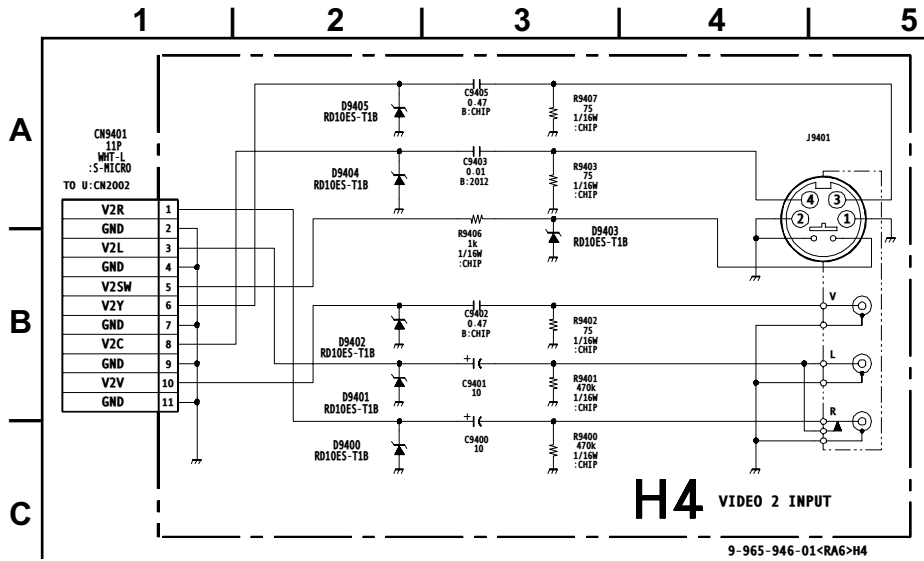 1 2 3 4 5
A
B
C
CN9401
11P
WHT-L
:S-MICRO
TO U:CN2002
V2R 1
GND 2
V2L 3
GND 4
V2SW 5
V2Y 6
GND 7
V2C 8
GND 9
V2V 10
GND 11
D9405
RD10ES-T1B
C9405
0.47
B:CHIP
R9407
75
1/16W
:CHIP
D9404
RD10ES-T1B
C9403
0.01
B:2012
R9403
75
1/16W
:CHIP
R9406
1k
1/16W
:CHIP
D9403
RD10ES-T1B
J9401
4 3
2 1
D9402
RD10ES-T1B
C9402
0.47
B:CHIP
R9402
75
1/16W
:CHIP
V
D9401
RD10ES-T1B
+
C9401
10
R9401
470k
1/16W
:CHIP
L
D9400
RD10ES-T1B
+
C9400
10
R9400
470k
1/16W
:CHIP
R
H4 VIDEO 2 INPUT
9-965-946-01<RA6>H4